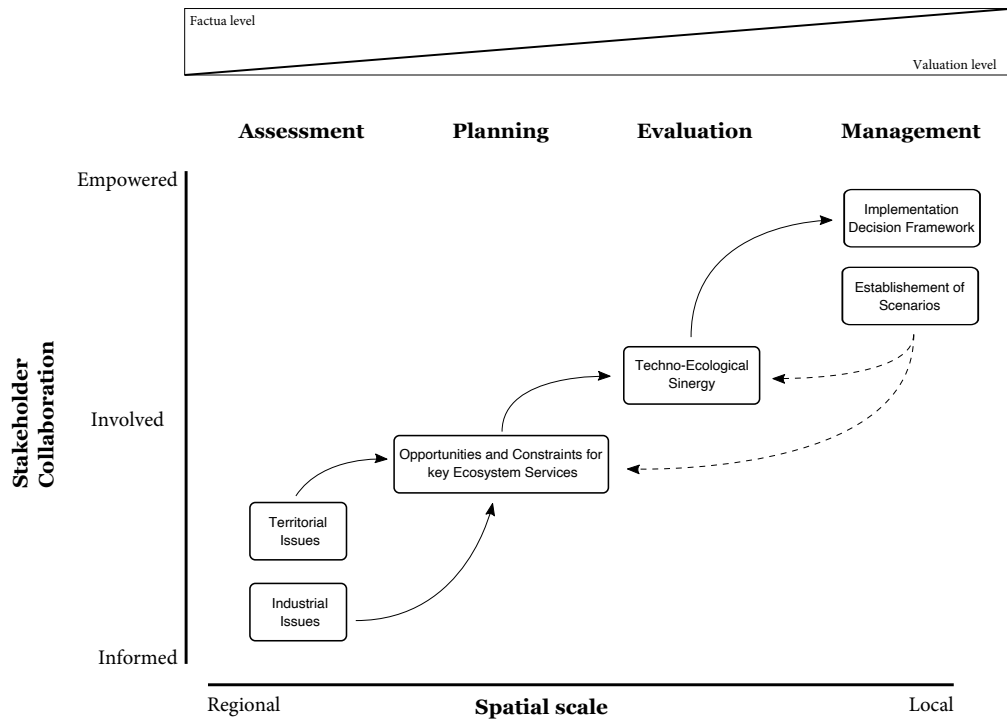 Factua level
Valuation level
Assessment
Planning
Evaluation
Management
Empowered
Implementation
Decision Framework
Establishement of
Scenarios
Techno-Ecological
Sinergy
Stakeholder
Collaboration
Involved
Opportunities and Constraints for
key Ecosystem Services
Territorial
Issues
Industrial
Issues
Informed
Regional
Spatial scale
Local